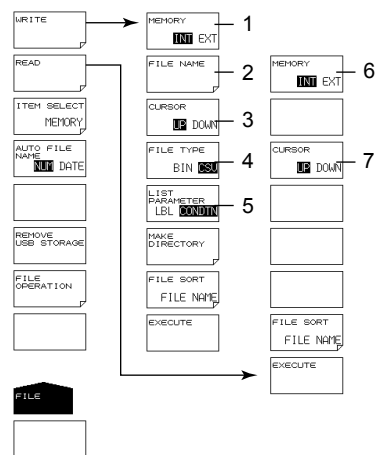 WRITE
READ
ITEM SELECT
MEMORY
AUTO FILE
NAME
NUM DATE
REMOVE
USB STORAGE
FILE
OPERATION
FILE
MEMORY
INT EXT
1
FILE NAME
2
CURSOR
UP DOWN
3
FILE TYPE
BIN CSV
4
LIST
PARAMETER
LBL CONDTN
5
MAKE
DIRECTORY
FILE SORT
FILE NAME
EXECUTE
MEMORY
INT EXT
6
CURSOR
UP DOWN
7
FILE SORT
FILE NAME
EXECUTE